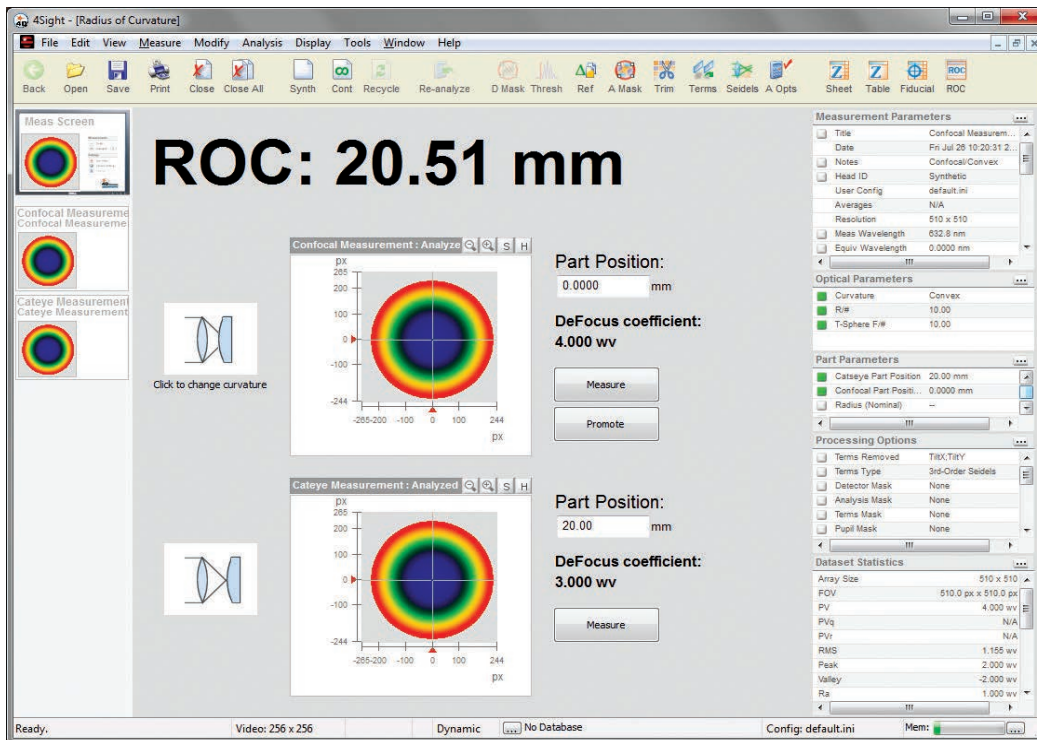 4Sight - [Radius of Curvature]
File Edit View Measure Modify Analysis Display Tools Window Help
Back Open Save Print Close Close All Synth Cont Recycle Re-analyze D Mask Thresh Ref A Mask Trim Terms Seidels A Opts Sheet Table Fiducial ROC
Meas Screen
Confocal Measureme
Confocal Measureme
Cateye Measurement
Cateye Measurement
ROC: 20.51 mm
Confocal Measurement : Analyze S H
px
265
200
100
0
-100
-244
-265 -200 -100 0 100 244
px
Click to change curvature
Part Position:
0.0000 mm
DeFocus coefficient:
4.000 wv
Measure
Promote
Cateye Measurement : Analyzed S H
px
265
200
100
0
-100
-244
-265 -200 -100 0 100 244
px
Part Position:
20.00 mm
DeFocus coefficient:
3.000 wv
Measure
Measurement Parameters
Title Confocal Measurem...
Date Fri Jul 26 10:20:31 2...
Notes Confocal/Convex
Head ID Synthetic
User Config default.ini
Averages N/A
Resolution 510 x 510
Meas Wavelength 632.8 nm
Equiv Wavelength 0.0000 nm
Optical Parameters
Curvature Convex
R/# 10.00
T-Sphere F/# 10.00
Part Parameters
Catseye Part Position 20.00 mm
Confocal Part Positi... 0.0000 mm
Radius (Nominal) --
Processing Options
Terms Removed TiltX;TiltY
Terms Type 3rd-Order Seidels
Detector Mask None
Analysis Mask None
Terms Mask None
Pupil Mask None
Dataset Statistics
Array Size 510 x 510
FOV 510.0 px x 510.0 px
PV 4.000 wv
PVq N/A
PVr N/A
RMS 1.155 wv
Peak 2.000 wv
Valley -2.000 wv
Ra 1.000 wv
Ready. Video: 256 x 256 Dynamic ... No Database Config: default.ini Mem: ...